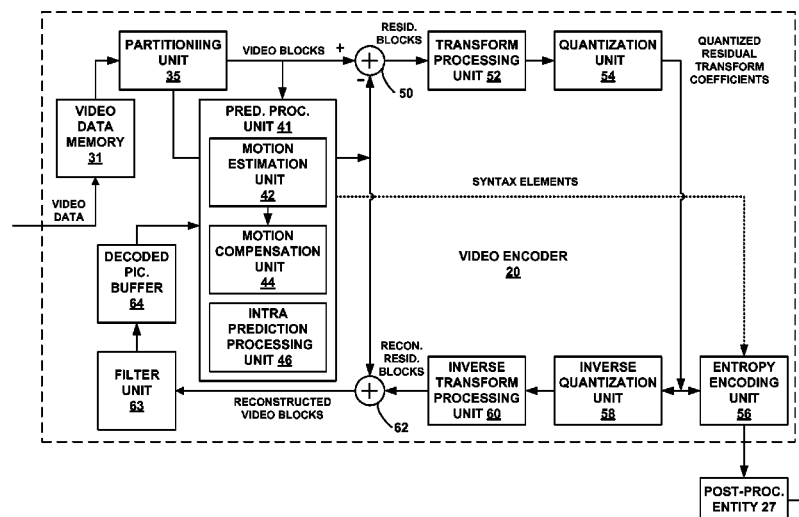 PARTITIONING
UNIT
35
VIDEO BLOCKS
+
RESID.
BLOCKS
-
50
TRANSFORM
PROCESSING
UNIT 52
QUANTIZATION
UNIT
54
QUANTIZED
RESIDUAL
TRANSFORM
COEFFICIENTS
VIDEO
DATA
MEMORY
31
PRED. PROC.
UNIT 41
MOTION
ESTIMATION
UNIT
42
SYNTAX ELEMENTS
VIDEO
DATA
DECODED
PIC.
BUFFER
64
MOTION
COMPENSATION
UNIT
44
VIDEO ENCODER
20
INTRA
PREDICTION
PROCESSING
UNIT 46
FILTER
UNIT
63
RECONSTRUCTED
VIDEO BLOCKS
RECON.
RESID.
BLOCKS
62
INVERSE
TRANSFORM
PROCESSING
UNIT 60
INVERSE
QUANTIZATION
UNIT
58
ENTROPY
ENCODING
UNIT
56
POST-PROC.
ENTITY 27